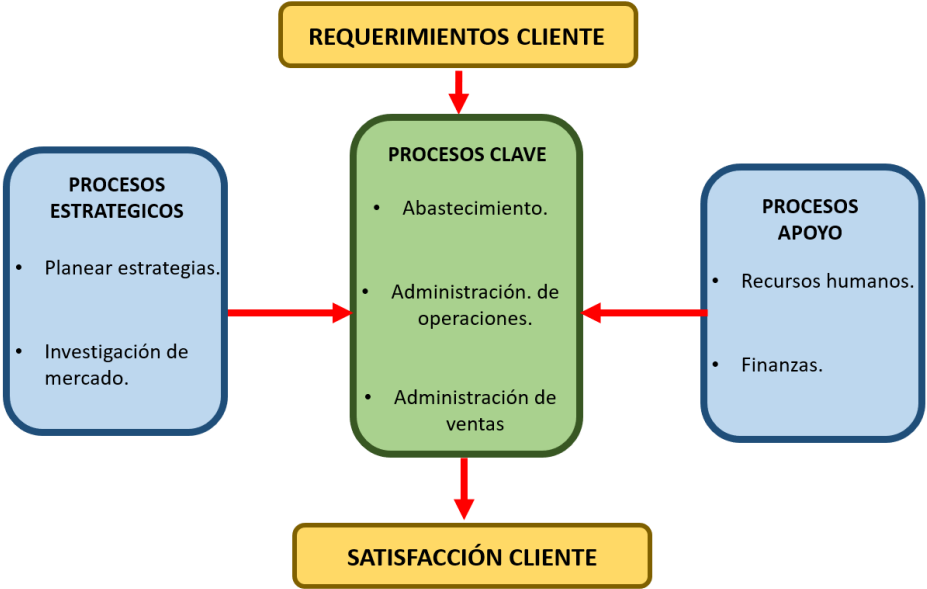 REQUERIMIENTOS CLIENTE
PROCESOS
ESTRATEGICOS
• Planear estrategias.
• Investigación de
mercado.
PROCESOS CLAVE
• Abastecimiento.
• Administración. de
operaciones.
• Administración de
ventas
PROCESOS
APOYO
• Recursos humanos.
• Finanzas.
SATISFACCIÓN CLIENTE